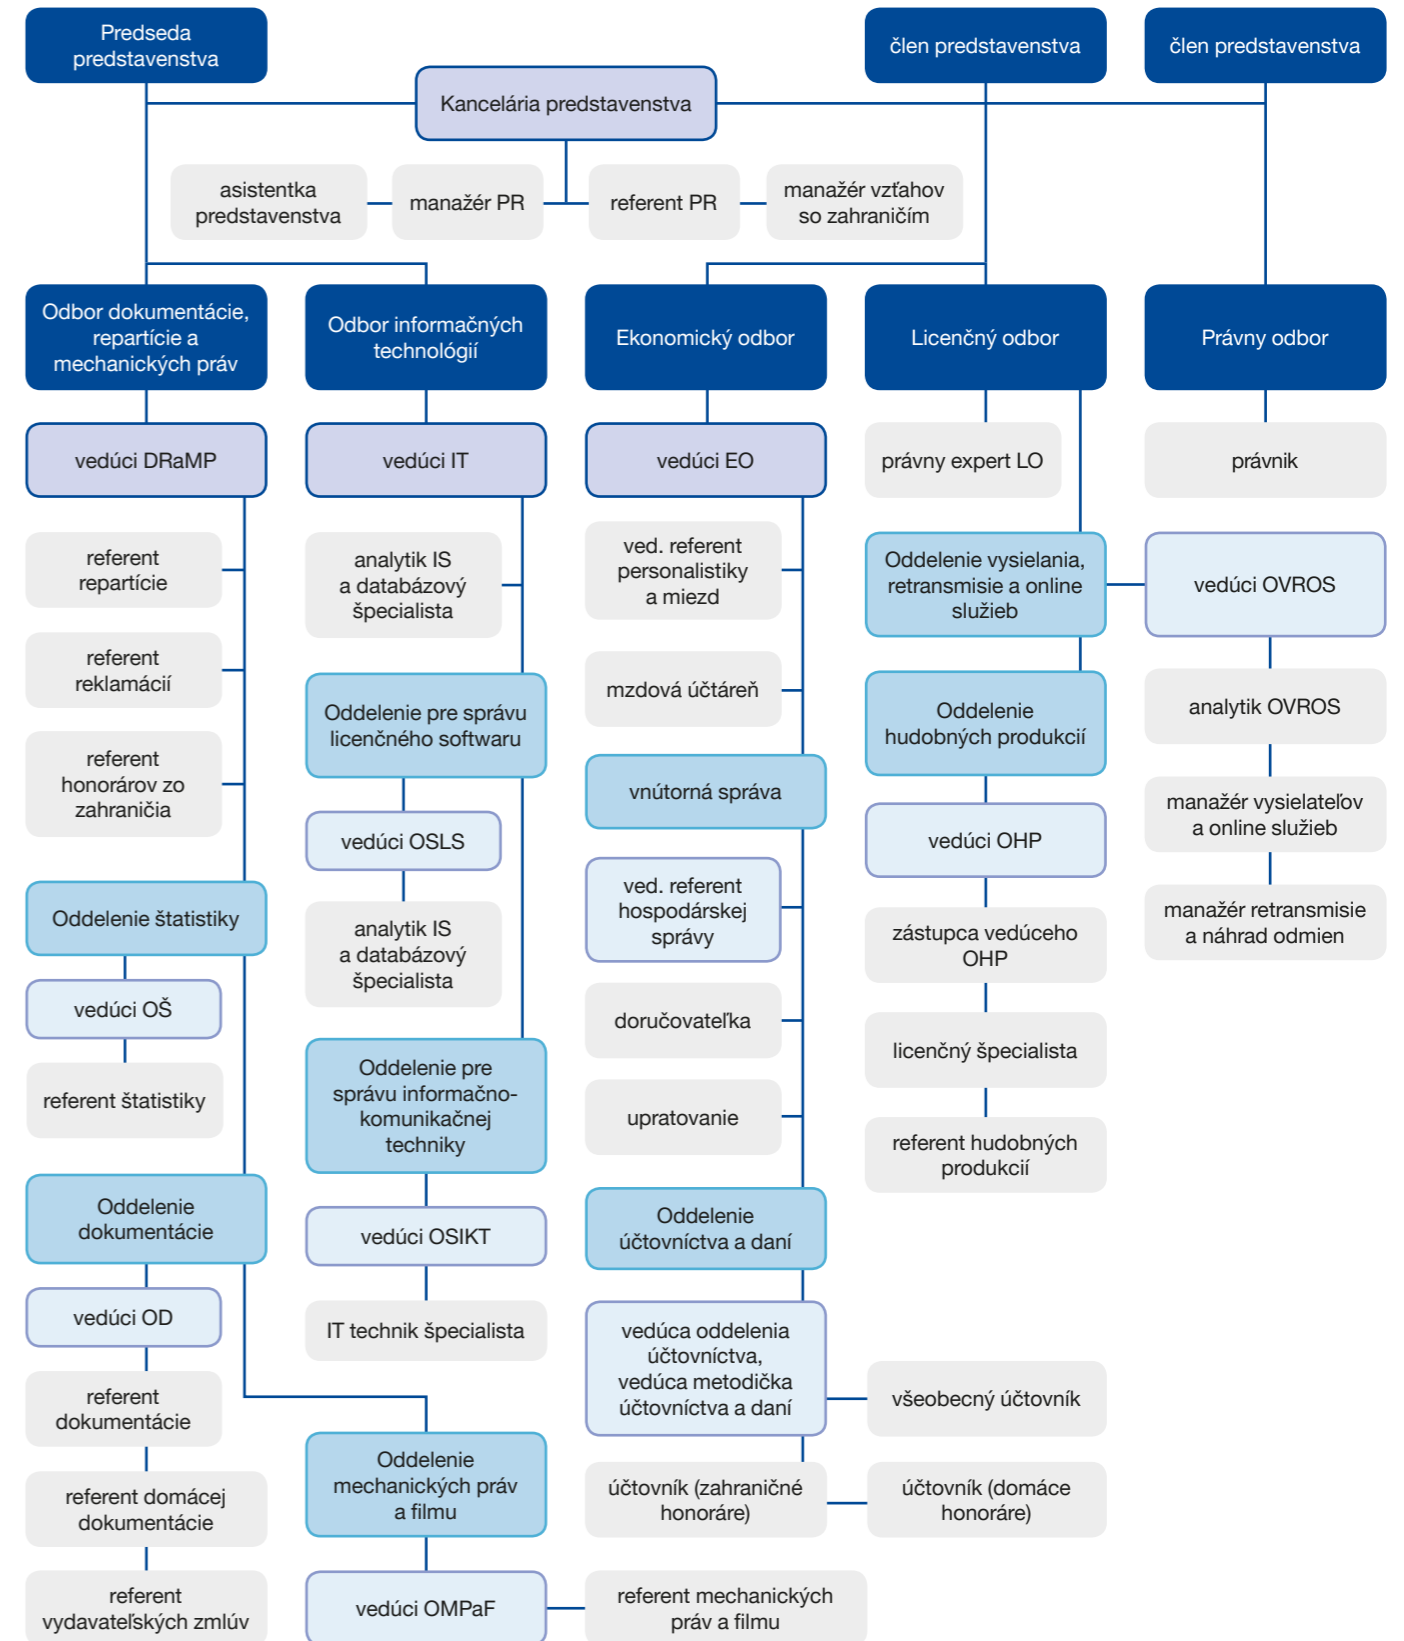 Predseda
predstavenstva
člen predstavenstva
člen predstavenstva
Kancelária predstavenstva
asistentka
predstavenstva
manažér PR
referent PR
manažér vzťahov
so zahraničím
Odbor dokumentácie,
repartície a
mechanických práv
Odbor informačných
technológií
Ekonomický odbor
Licenčný odbor
Právny odbor
vedúci DRaMP
vedúci IT
vedúci EO
právny expert LO
právnik
referent
repartície
referent
reklamácií
referent
honorárov zo
zahraničia
Oddelenie štatistiky
vedúci OŠ
referent štatistiky
Oddelenie
dokumentácie
vedúci OD
referent
dokumentácie
referent domácej
dokumentácie
referent
vydavateľských zmlúv
analytik IS
a databázový
špecialista
Oddelenie pre správu
licenčného softwaru
vedúci OSLS
analytik IS
a databázový
špecialista
Oddelenie pre
správu informačno-
komunikačnej
techniky
vedúci OSIKT
IT technik špecialista
Oddelenie
mechanických práv
a filmu
vedúci OMPaF
referent mechanických
práv a filmu
ved. referent
personalistiky
a miezd
mzdová účtáreň
vnútorná správa
ved. referent
hospodárskej
správy
doručovateľka
upratovanie
Oddelenie
účtovníctva a daní
vedúca oddelenia
účtovníctva,
vedúca metodička
účtovníctva a daní
všeobecný účtovník
účtovník (zahraničné
honoráre)
účtovník (domáce
honoráre)
Oddelenie vysielania,
retransmisie a online
služieb
Oddelenie
hudobných produkcií
vedúci OHP
zástupca vedúceho
OHP
licenčný špecialista
referent hudobných
produkcií
vedúci OVROS
analytik OVROS
manažér vysielateľov
a online služieb
manažér retransmisie
a náhrad odmien